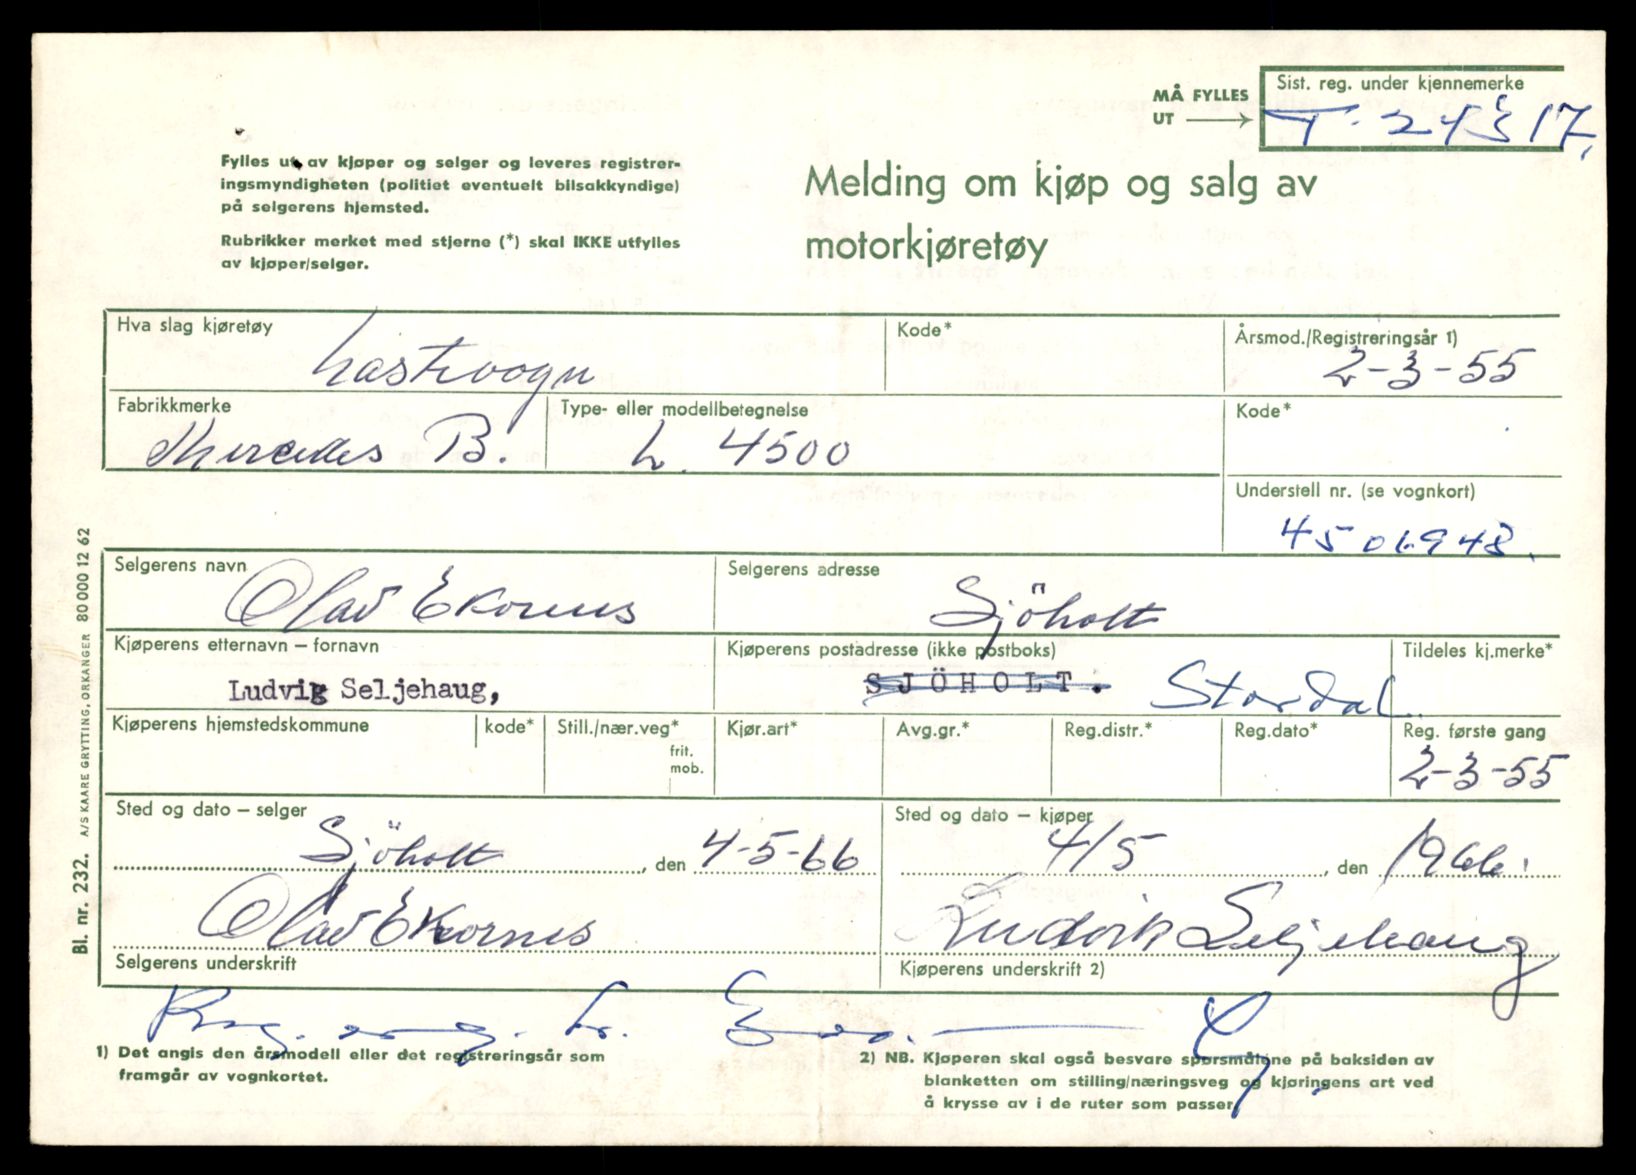 MÅ FYLLES UT
Sist. reg. under kjennemerke
T-24317.
Fylles ut av kjøper og selger og leveres registrer-
ingsmyndigheten (politiet eventuelt bilsakkyndige)
på selgerens hjemsted.
Rubrikker merket med stjerne (*) skal IKKE utfylles
av kjøper/selger.
Melding om kjøp og salg av
motorkjøretøy
Hva slag kjøretøy
Lastevogn
Kode*
Årsmod./Registreringsår 1)
2-3-55
Fabrikkmerke
Mercedes B.
Type- eller modellbetegnelse
L. 4500
Kode*
Understell nr. (se vognkort)
Selgerens navn
Olav Ekornes
Selgerens adresse
Sjöholt
Kjøperens etternavn – fornavn
Ludvig Seljehaug,
Kjøperens postadresse (ikke postboks)
SJÖHOLT. Stordal
Tildeles kj.merke*
Kjøperens hjemstedskommune
kode*
Still./nær.veg*
frit.
mob.
Kjør.art*
Avg.gr.*
Reg.distr.*
Reg.dato*
Reg. første gang
2-3-55
Sted og dato – selger
Sjöholt, den 4-5-66
Sted og dato – kjøper
4/5, den 1966.
Olav Ekornes
Selgerens underskrift
Ludvik Seljehaug
Kjøperens underskrift 2)
1) Det angis den årsmodell eller det registreringsår som
framgår av vognkortet.
2) NB. Kjøperen skal også besvare spørsmålene på baksiden av
blanketten om stilling/næringsveg og kjøringens art ved
å krysse av i de ruter som passer.
Bl. nr. 232. A/S KAARE GRYTTING, ORKANGER 80 000 12 62